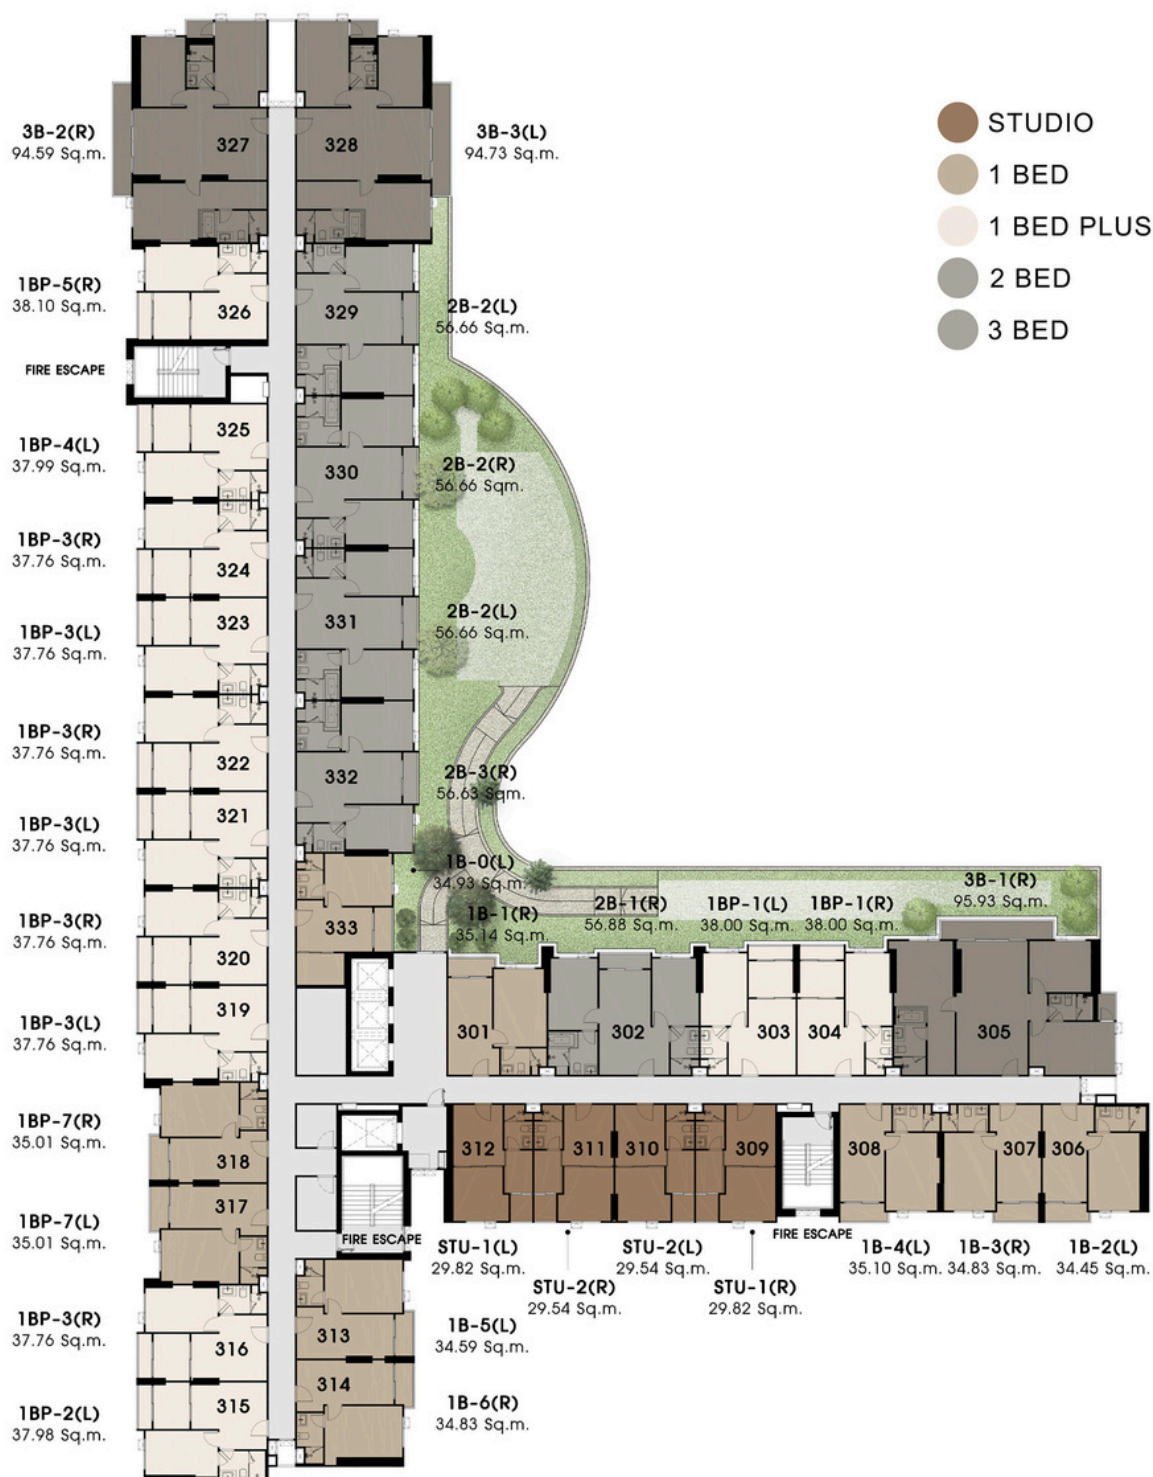 STUDIO
1 BED
1 BED PLUS
2 BED
3 BED
3B-2(R)
94.59 Sq.m.
327
328
3B-3(L)
94.73 Sq.m.
1BP-5(R)
38.10 Sq.m.
326
329
2B-2(L)
56.66 Sq.m.
FIRE ESCAPE
1BP-4(L)
37.99 Sq.m.
325
330
2B-2(R)
56.66 Sqm.
1BP-3(R)
37.76 Sq.m.
324
1BP-3(L)
37.76 Sq.m.
323
331
2B-2(L)
56.66 Sq.m.
1BP-3(R)
37.76 Sq.m.
322
332
2B-3(R)
56.63 Sqm.
1BP-3(L)
37.76 Sq.m.
321
1B-0(L)
34.93 Sq.m.
1BP-3(R)
37.76 Sq.m.
320
333
1B-1(R)
35.14 Sq.m.
2B-1(R)
56.88 Sq.m.
1BP-1(L)
38.00 Sq.m.
1BP-1(R)
38.00 Sq.m.
3B-1(R)
95.93 Sq.m.
1BP-3(L)
37.76 Sq.m.
319
301
302
303
304
305
1BP-7(R)
35.01 Sq.m.
318
312
311
310
309
308
307
306
1BP-7(L)
35.01 Sq.m.
317
FIRE ESCAPE
FIRE ESCAPE
STU-1(L)
29.82 Sq.m.
STU-2(R)
29.54 Sq.m.
STU-2(L)
29.54 Sq.m.
STU-1(R)
29.82 Sq.m.
1B-4(L)
35.10 Sq.m.
1B-3(R)
34.83 Sq.m.
1B-2(L)
34.45 Sq.m.
1BP-3(R)
37.76 Sq.m.
316
313
1B-5(L)
34.59 Sq.m.
1BP-2(L)
37.98 Sq.m.
315
314
1B-6(R)
34.83 Sq.m.